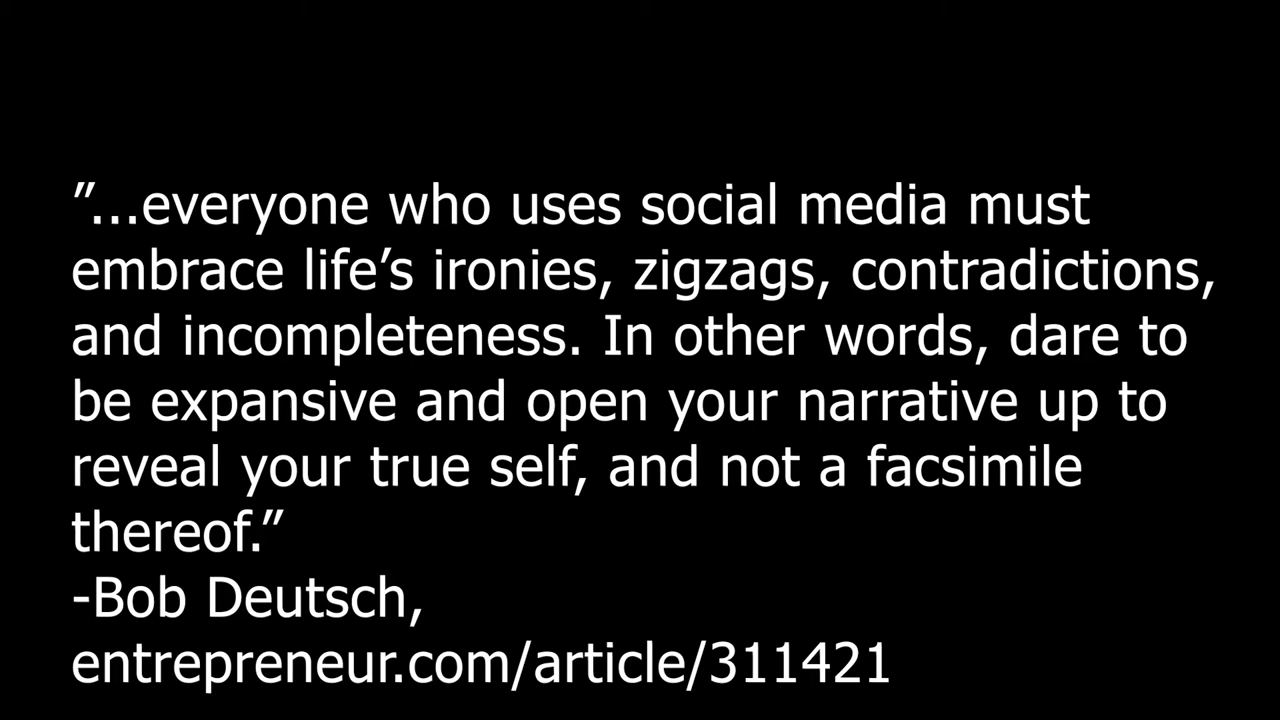 ”...everyone who uses social media must
embrace life’s ironies, zigzags, contradictions,
and incompleteness. In other words, dare to
be expansive and open your narrative up to
reveal your true self, and not a facsimile
thereof.”
-Bob Deutsch,
entrepreneur.com/article/311421